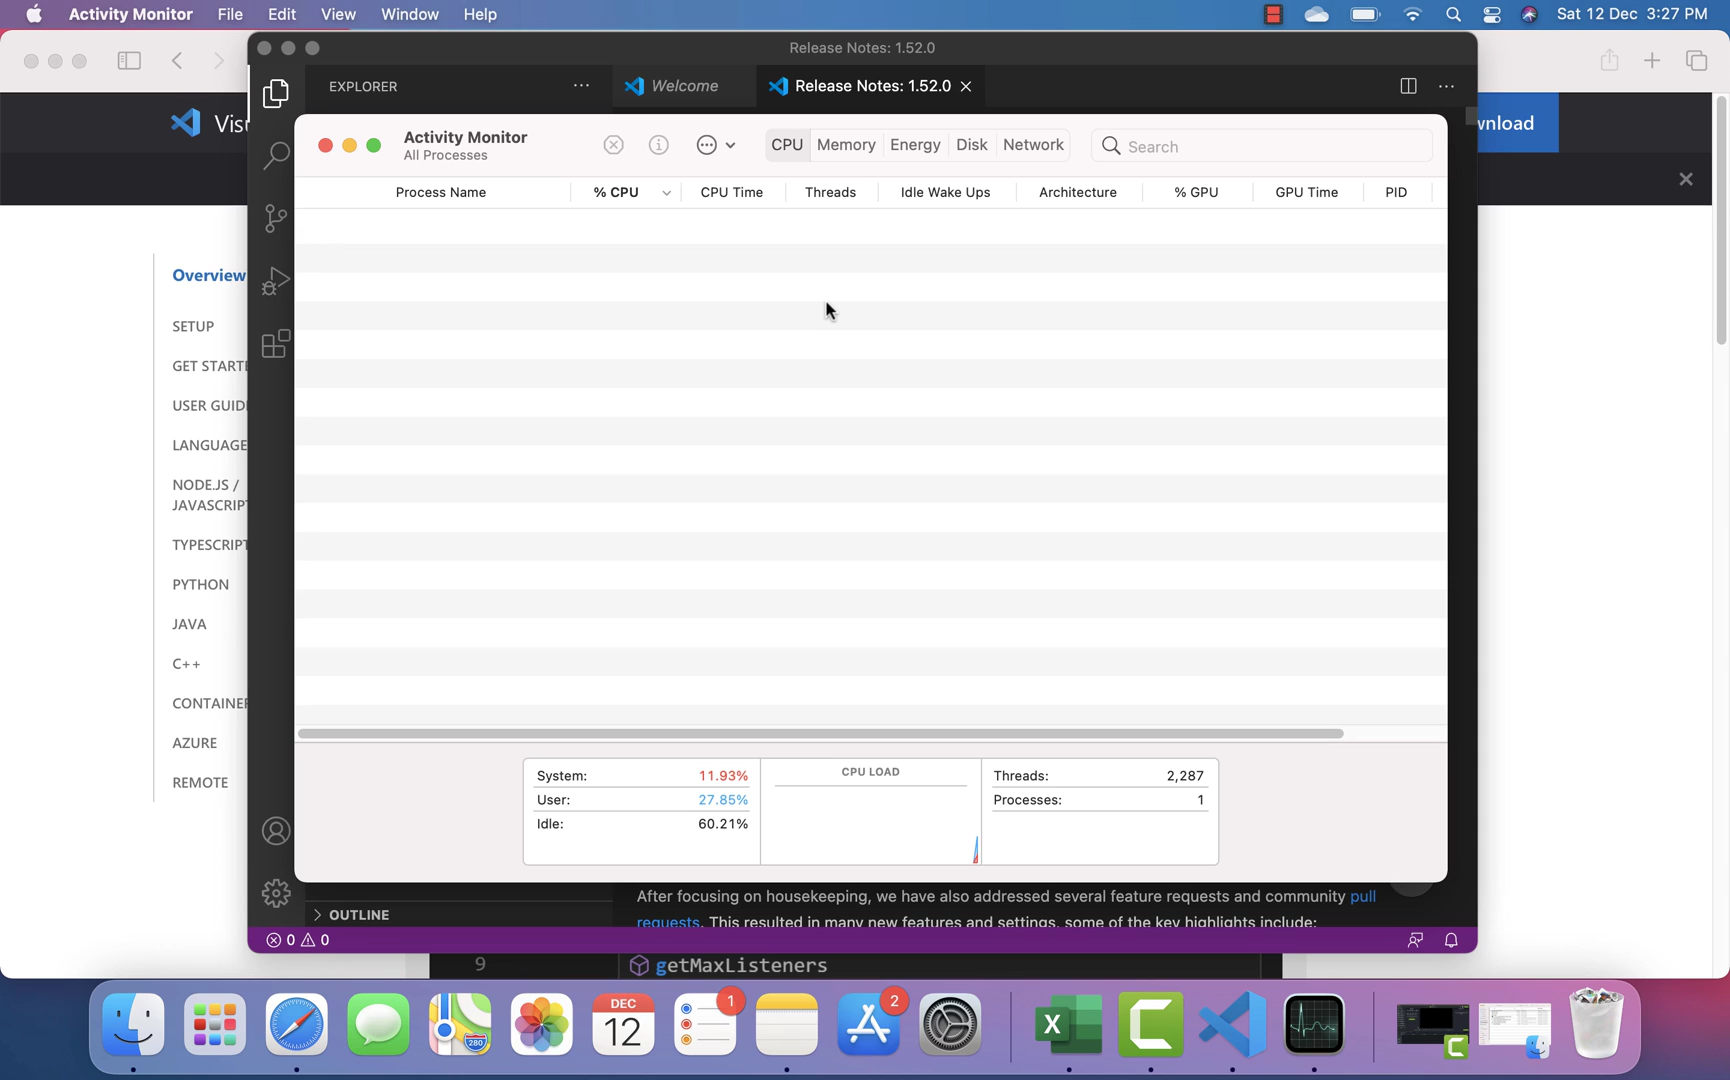 Activity Monitor File Edit View Window Help Sat 12 Dec 3:27 PM
Release Notes: 1.52.0
EXPLORER Welcome Release Notes: 1.52.0
Visu
wnload
Activity Monitor
All Processes
CPU Memory Energy Disk Network Search
Process Name % CPU CPU Time Threads Idle Wake Ups Architecture % GPU GPU Time PID
Overview
SETUP
GET STARTE
USER GUID
LANGUAGE
NODE.JS /
JAVASCRIPT
TYPESCRIPT
PYTHON
JAVA
C++
CONTAINER
AZURE
REMOTE
System: 11.93%
User: 27.85%
Idle: 60.21%
CPU LOAD
Threads: 2,287
Processes: 1
After focusing on housekeeping, we have also addressed several feature requests and community pull
requests. This resulted in many new features and settings, some of the key highlights include:
OUTLINE
0 0
9 getMaxListeners
DEC
12
1
2
280
X
C
C